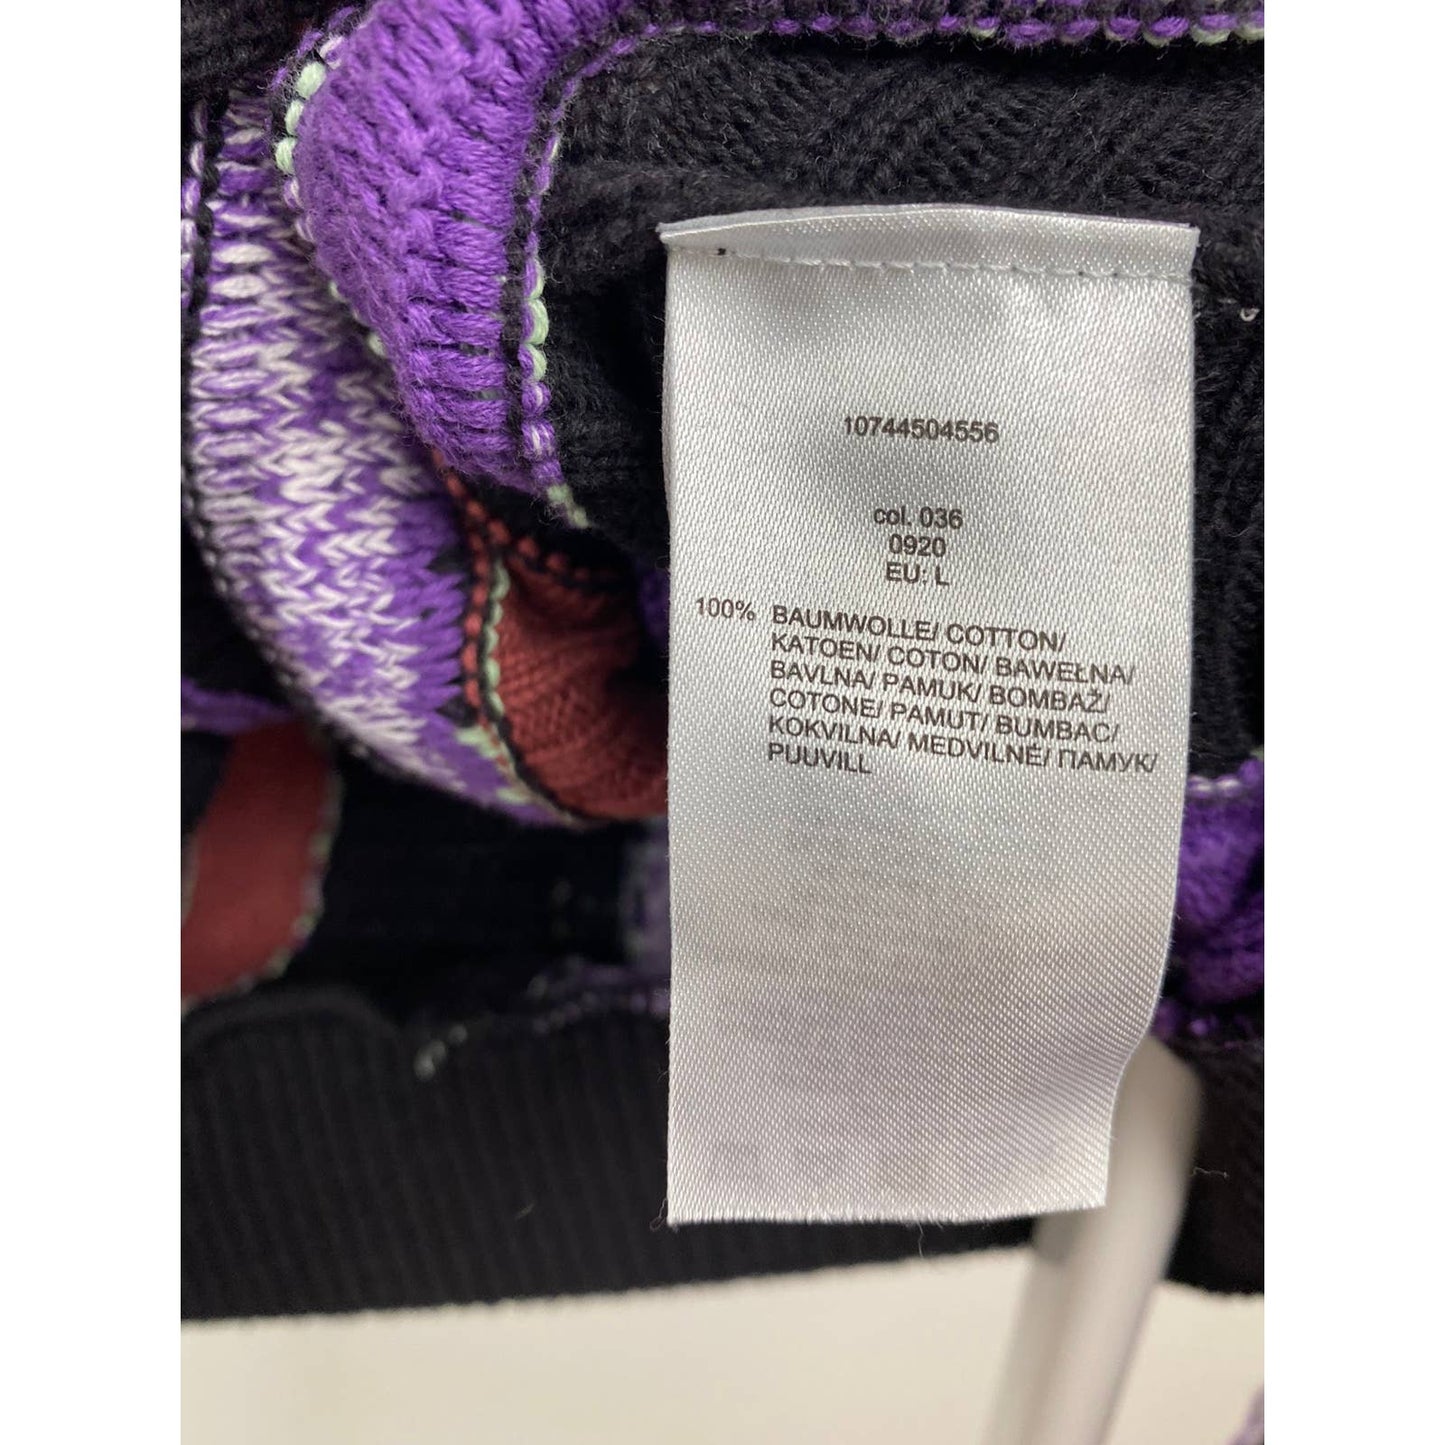 10744504556
col. 036
0920
EU: L
100% BAUMWOLLE/ COTTON/
KATOEN/ COTON/ BAWEŁNA/
BAVLNA/ PAMUK/ BOMBAŽ/
COTONE/ PAMUT/ BUMBAC/
KOKVILNA/ MEDVILNĖ/ ПАМУК/
PUUVILL